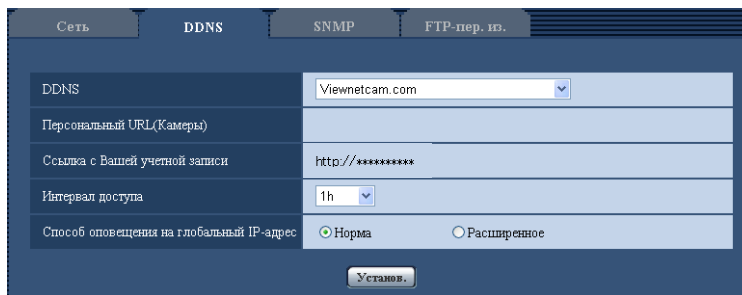 Сеть DDNS SNMP FTP-пер. из.
DDNS Viewnetcam.com
Персональный URL(Камеры)
Ссылка с Вашей учетной записи http://**********
Интервал доступа 1h
Способ оповещения на глобальный IP-адрес Норма Расширенное
Установ.